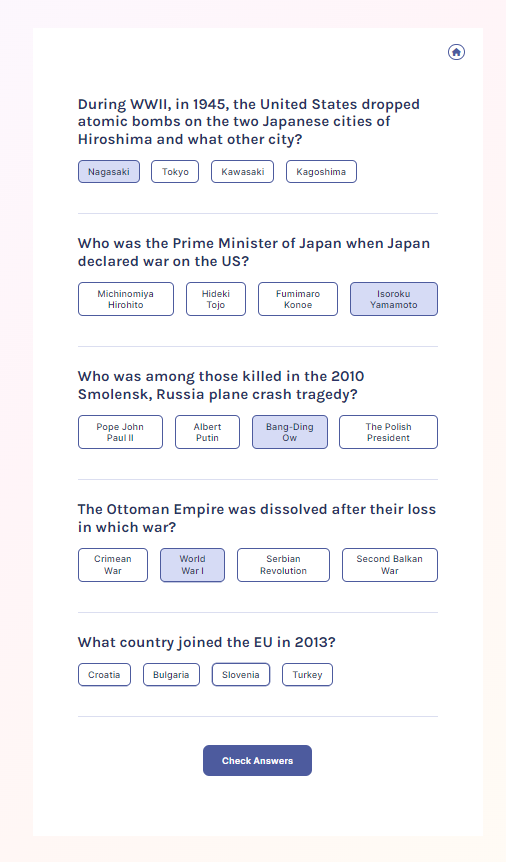 During WWII, in 1945, the United States dropped
atomic bombs on the two Japanese cities of
Hiroshima and what other city?
Nagasaki
Tokyo
Kawasaki
Kagoshima
Who was the Prime Minister of Japan when Japan
declared war on the US?
Michinomiya
Hirohito
Hideki
Tojo
Fumimaro
Konoe
Isoroku
Yamamoto
Who was among those killed in the 2010
Smolensk, Russia plane crash tragedy?
Pope John
Paul II
Albert
Putin
Bang-Ding
Ow
The Polish
President
The Ottoman Empire was dissolved after their loss
in which war?
Crimean
War
World
War I
Serbian
Revolution
Second Balkan
War
What country joined the EU in 2013?
Croatia
Bulgaria
Slovenia
Turkey
Check Answers